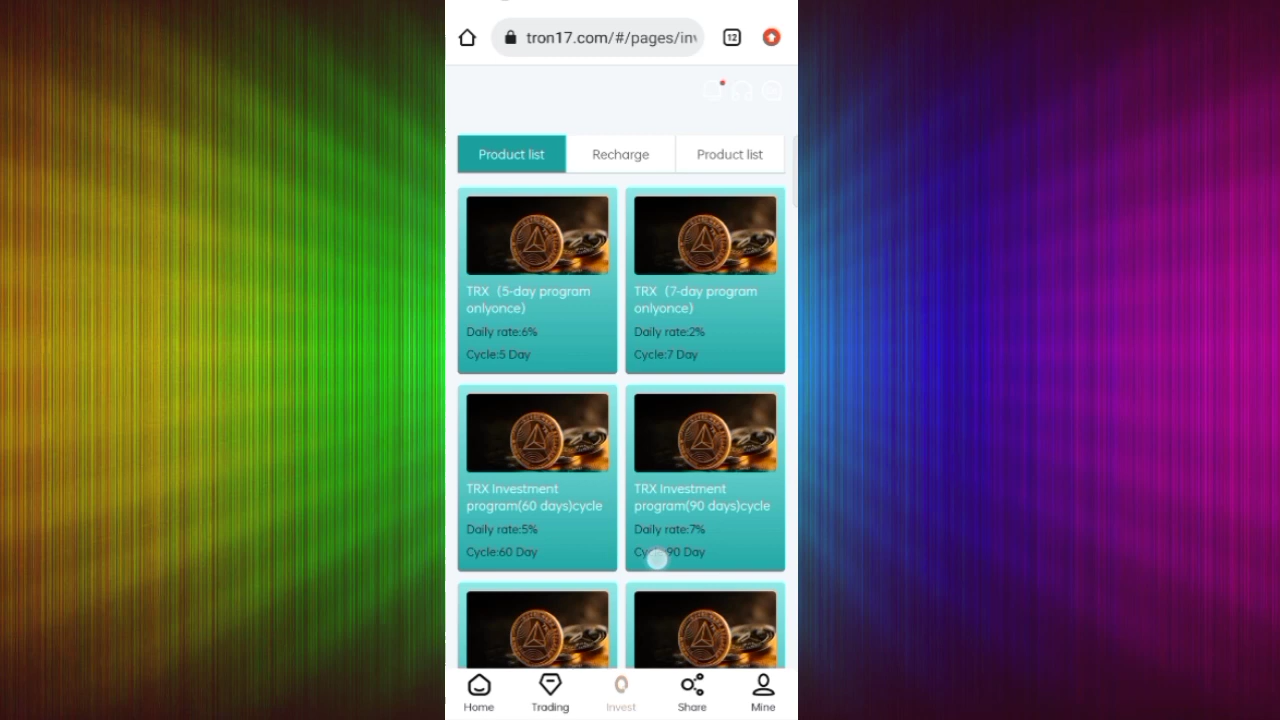 tron17.com/#/pages/inv
12
Product list
Recharge
Product list
TRX（5-day program
onlyonce）
Daily rate:6%
Cycle:5 Day
TRX（7-day program
onlyonce）
Daily rate:2%
Cycle:7 Day
TRX Investment
program(60 days)cycle
Daily rate:5%
Cycle:60 Day
TRX Investment
program(90 days)cycle
Daily rate:7%
Cycle:90 Day
Home
Trading
Invest
Share
Mine